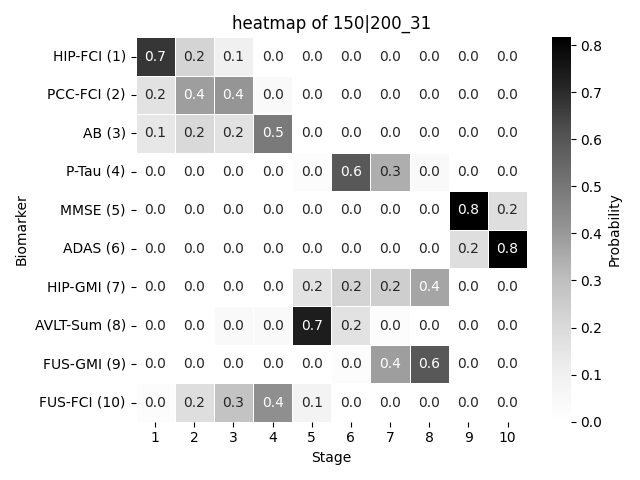 heatmap of 150|200_31
HIP-FCI (1) 0.7 0.2 0.1 0.0 0.0 0.0 0.0 0.0 0.0 0.0
PCC-FCI (2) 0.2 0.4 0.4 0.0 0.0 0.0 0.0 0.0 0.0 0.0
AB (3) 0.1 0.2 0.2 0.5 0.0 0.0 0.0 0.0 0.0 0.0
P-Tau (4) 0.0 0.0 0.0 0.0 0.0 0.6 0.3 0.0 0.0 0.0
MMSE (5) 0.0 0.0 0.0 0.0 0.0 0.0 0.0 0.0 0.8 0.2
ADAS (6) 0.0 0.0 0.0 0.0 0.0 0.0 0.0 0.0 0.2 0.8
HIP-GMI (7) 0.0 0.0 0.0 0.0 0.2 0.2 0.2 0.4 0.0 0.0
AVLT-Sum (8) 0.0 0.0 0.0 0.0 0.7 0.2 0.0 0.0 0.0 0.0
FUS-GMI (9) 0.0 0.0 0.0 0.0 0.0 0.0 0.4 0.6 0.0 0.0
FUS-FCI (10) 0.0 0.2 0.3 0.4 0.1 0.0 0.0 0.0 0.0 0.0
1 2 3 4 5 6 7 8 9 10
Stage
Biomarker
0.8
0.7
0.6
0.5
0.4
0.3
0.2
0.1
0.0
Probability